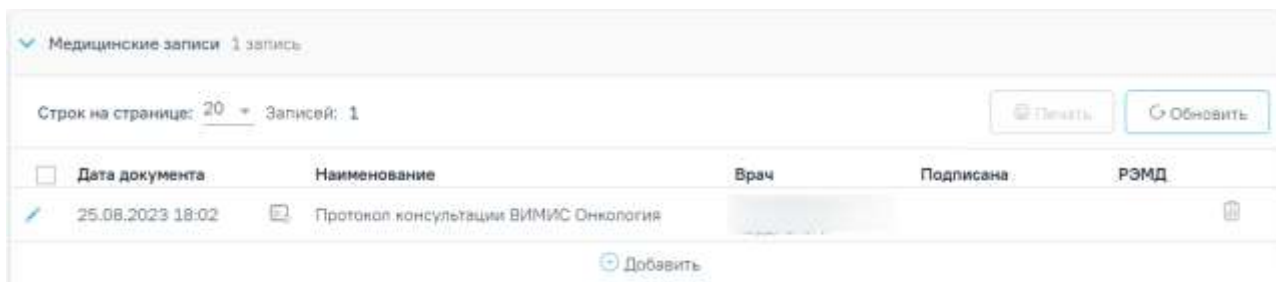 Медицинские записи 1 запись
Строк на странице: 20 Записей: 1 Печать Обновить
Дата документа Наименование Врач Подписана РЭМД
25.08.2023 18:02 Протокол консультации ВИМИС Онкология
Добавить